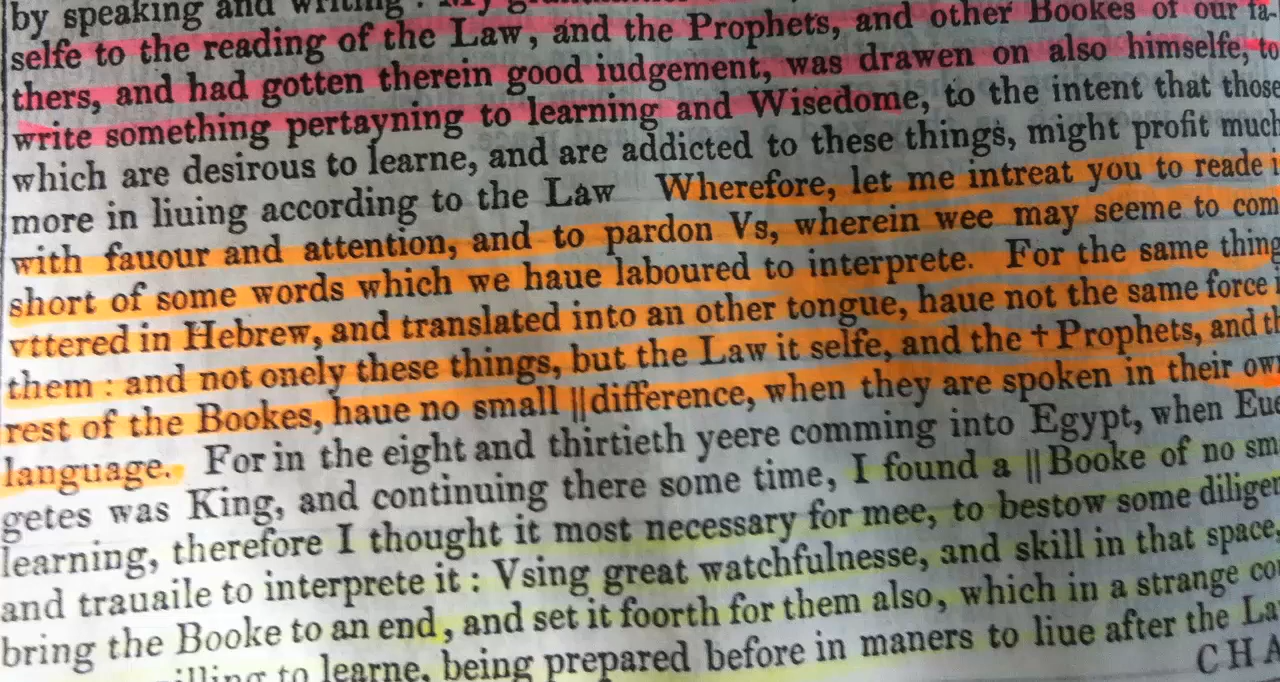 by speaking and writing: My
selfe to the reading of the Law, and the Prophets, and other Bookes of our fa-
thers, and had gotten therein good iudgement, was drawen on also himselfe, to
write something pertayning to learning and Wisedome, to the intent that those
which are desirous to learne, and are addicted to these things, might profit much
more in liuing according to the Law Wherefore, let me intreat you to reade i
with fauour and attention, and to pardon Vs, wherein wee may seeme to com
short of some words which we haue laboured to interprete. For the same thing
vttered in Hebrew, and translated into an other tongue, haue not the same force i
them : and not onely these things, but the Law it selfe, and the + Prophets, and th
rest of the Bookes, haue no small ||difference, when they are spoken in their ow
language. For in the eight and thirtieth yeere comming into Egypt, when Eue
getes was King, and continuing there some time, I found a ||Booke of no sm
learning, therefore I thought it most necessary for mee, to bestow some diligen
and trauaile to interprete it : Vsing great watchfulnesse, and skill in that space,
bring the Booke to an end, and set it foorth for them also, which in a strange co
illing to learne, being prepared before in maners to liue after the La
CHA